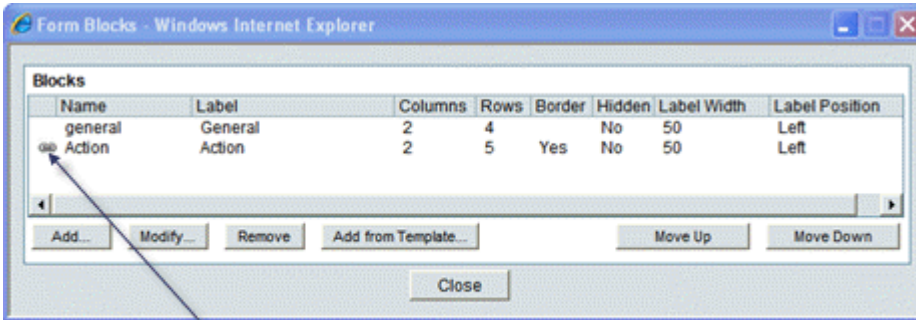 Form Blocks - Windows Internet Explorer
Blocks
Name Label Columns Rows Border Hidden Label Width Label Position
general General 2 4 No 50 Left
Action Action 2 5 Yes No 50 Left
Add... Modify... Remove Add from Template... Move Up Move Down
Close